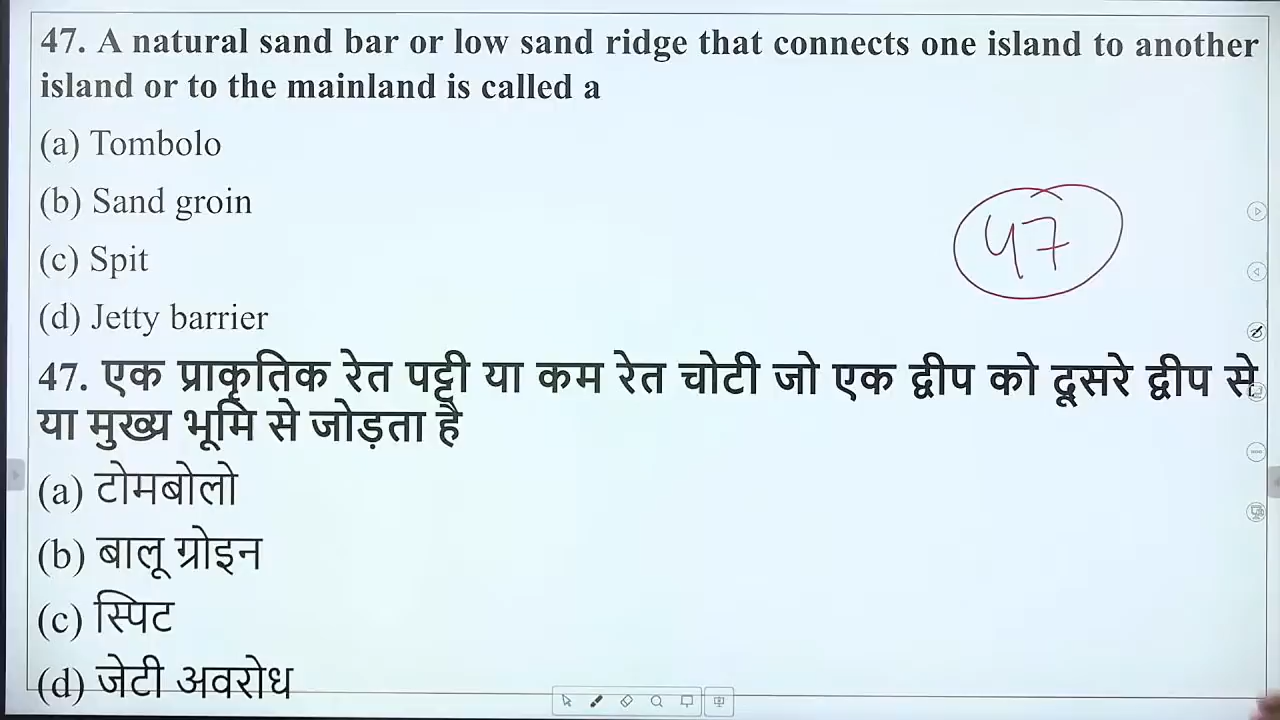 47. A natural sand bar or low sand ridge that connects one island to another
island or to the mainland is called a
(a) Tombolo
(b) Sand groin
(c) Spit
(d) Jetty barrier
47
47. एक प्राकृतिक रेत पट्टी या कम रेत चोटी जो एक द्वीप को दूसरे द्वीप से
या मुख्य भूमि से जोड़ता है
(a) टोमबोलो
(b) बालू ग्रोइन
(c) स्पिट
(d) जेटी अवरोध